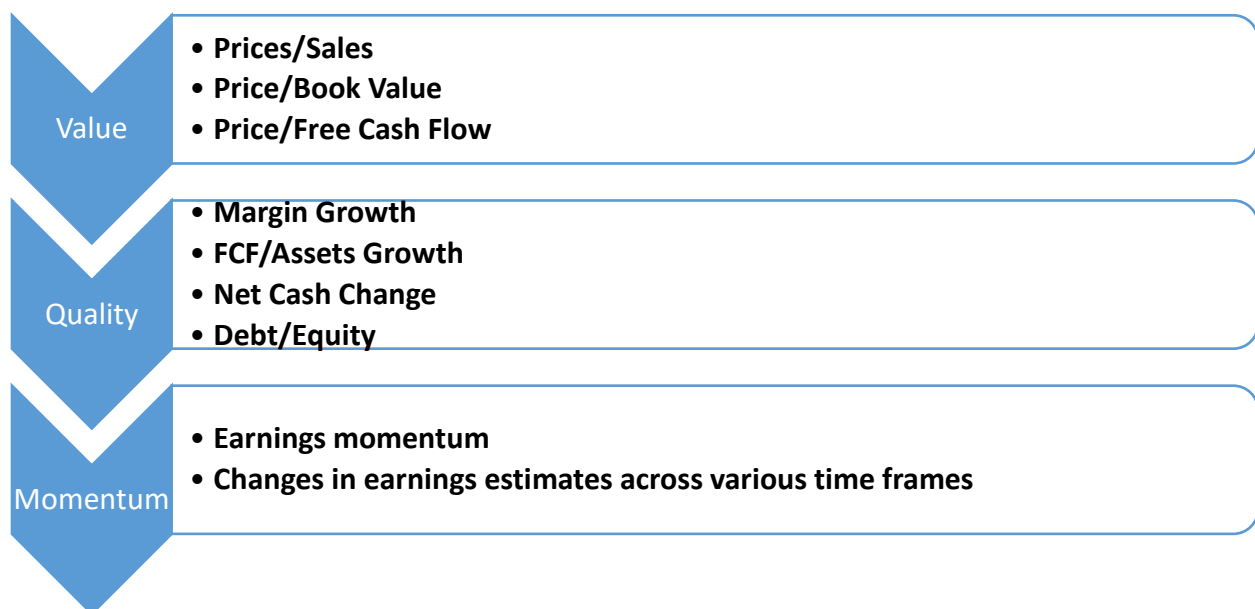 Value
• Prices/Sales
• Price/Book Value
• Price/Free Cash Flow
Quality
• Margin Growth
• FCF/Assets Growth
• Net Cash Change
• Debt/Equity
Momentum
• Earnings momentum
• Changes in earnings estimates across various time frames